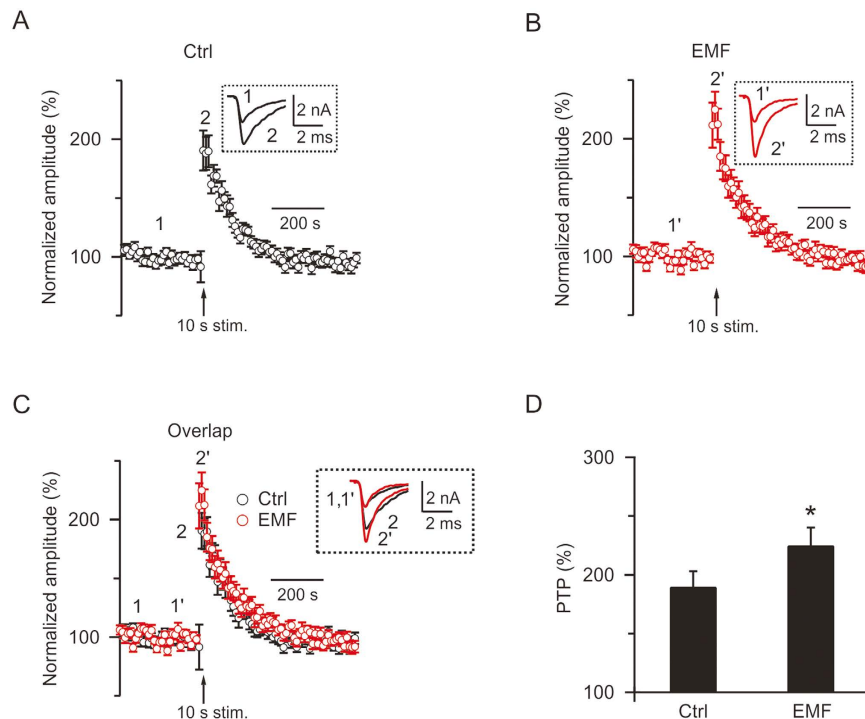 A
Ctrl
Normalized amplitude (%)
200
100
1
2
1
2
2 nA
2 ms
200 s
10 s stim.
B
EMF
Normalized amplitude (%)
200
100
1'
2'
1'
2'
2 nA
2 ms
200 s
10 s stim.
C
Overlap
Normalized amplitude (%)
200
100
1
1'
2
2'
Ctrl
EMF
1,1'
2
2'
2 nA
2 ms
200 s
10 s stim.
D
PTP (%)
300
200
100
*
Ctrl
EMF